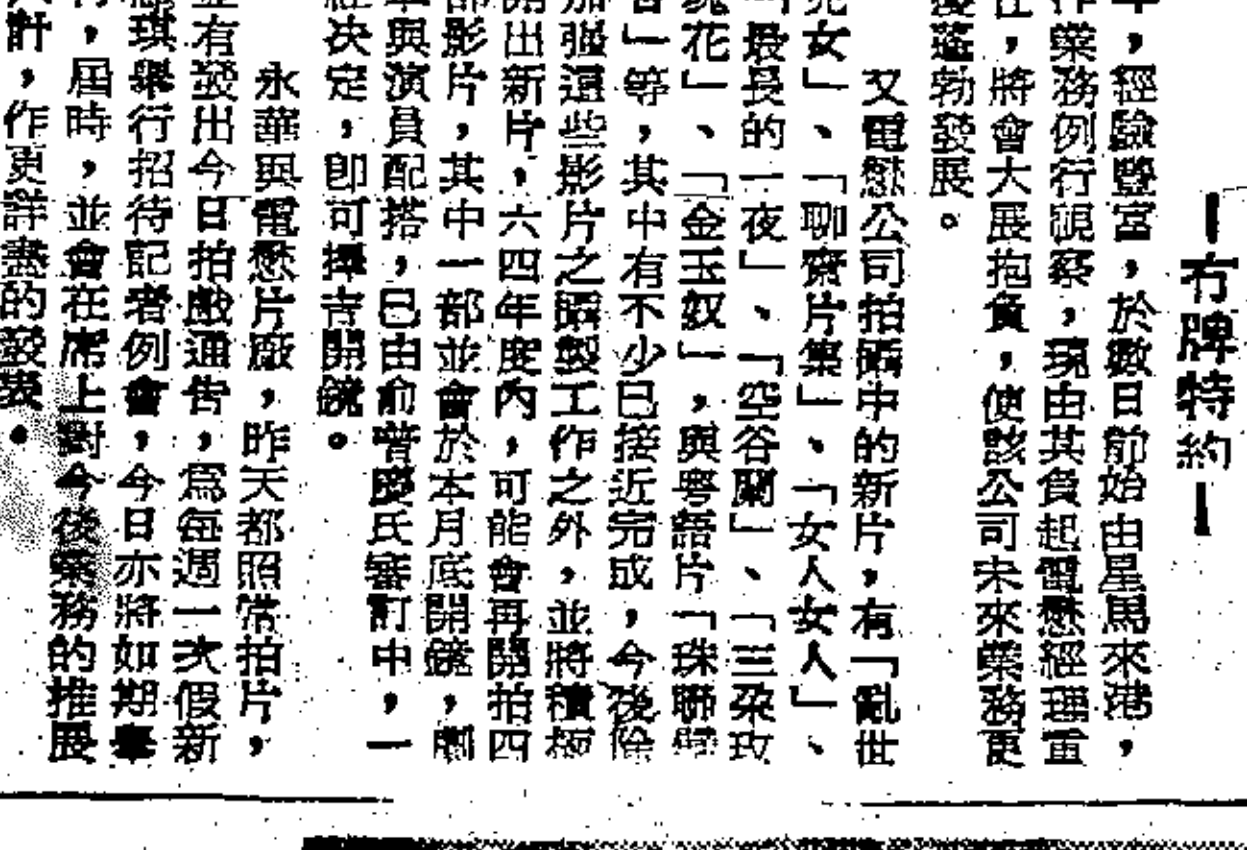 冇牌特約
年，經驗豐富，於數日前始由星馬來港，
作業務例行視察，現由其負起電懋經理重
任，將會大展抱負，使該公司未來業務更
蓬勃發展。
又電懋公司拍攝中的新片，有「亂世
兒女」、「聊齋片集」、「女人女人」、
「最長的一夜」、「空谷蘭」、「三朶玫
瑰花」、「金玉奴」，與粵語片「珠聯
」等，其中有不少已接近完成，今後除
加强這些影片之攝製工作之外，並將積極
開出新片，六四年度內，可能會再開拍四
部影片，其中一部並會於本月底開鏡，劇
本與演員配搭，已由俞普慶氏審訂中，一
經决定，卽可擇吉開鏡。
永華與電懋片廠，昨天都照常拍片，
並有發出今日拍戲通告，爲每週一次假新
琪舉行招待記者例會，今日亦將如期舉
行，屆時，並會在席上對今後業務的推展
大計，作更詳盡的發表。